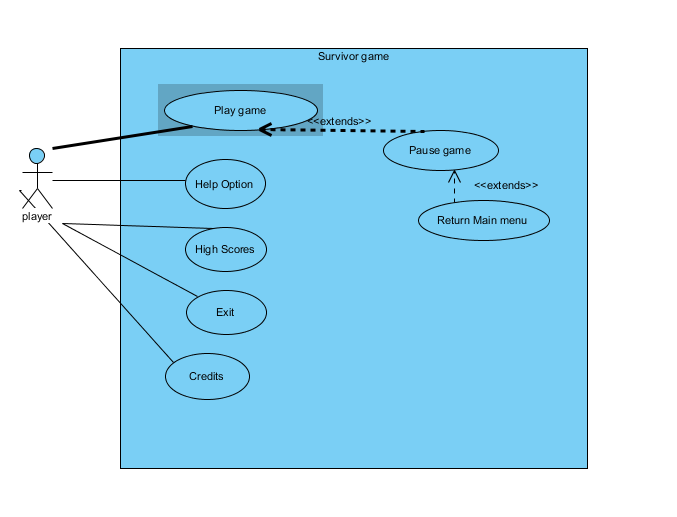 Survivor game
Play game
<<extends>>
Pause game
Help Option
<<extends>>
player
Return Main menu
High Scores
Exit
Credits